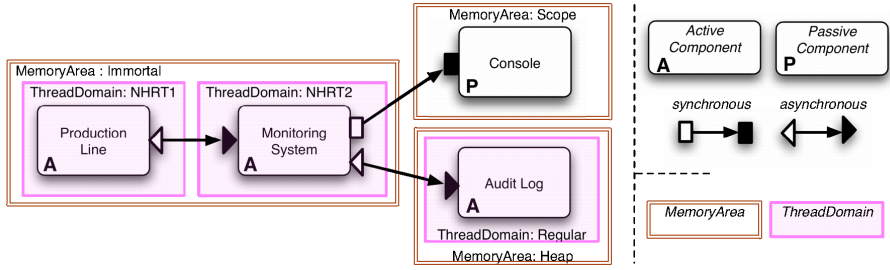 MemoryArea: Scope
Console
P
MemoryArea : Immortal
ThreadDomain: NHRT1
Production
Line
A
ThreadDomain: NHRT2
Monitoring
System
A
Audit Log
A
ThreadDomain: Regular
MemoryArea: Heap
Active
Component
A
Passive
Component
P
synchronous
asynchronous
MemoryArea
ThreadDomain